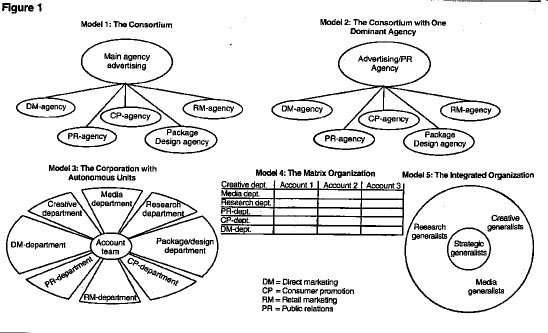 Figure 1
Model 1: The Consortium
Main agency
advertising
DM-agency
CP-agency
RM-agency
PR-agency
Package
Design agency
Model 2: The Consortium with One
Dominant Agency
Advertising/PR
Agency
DM-agency
CP-agency
RM-agency
PR-agency
Package
Design agency
Model 3: The Corporation with
Autonomous Units
Media
department
Creative
department
Research
department
DM-department
Account
team
Package/design
department
PR-department
CP-department
RM-department
Model 4: The Matrix Organization
Creative dept. Account 1 Account 2 Account 3
Media dept.
Research dept.
PR-dept.
CP-dept.
DM-dept.
DM = Direct marketing
CP = Consumer promotion
RM = Retail marketing
PR = Public relations
Model 5: The Integrated Organization
Creative
generalists
Research
generalists
Strategic
generalists
Media
generalists